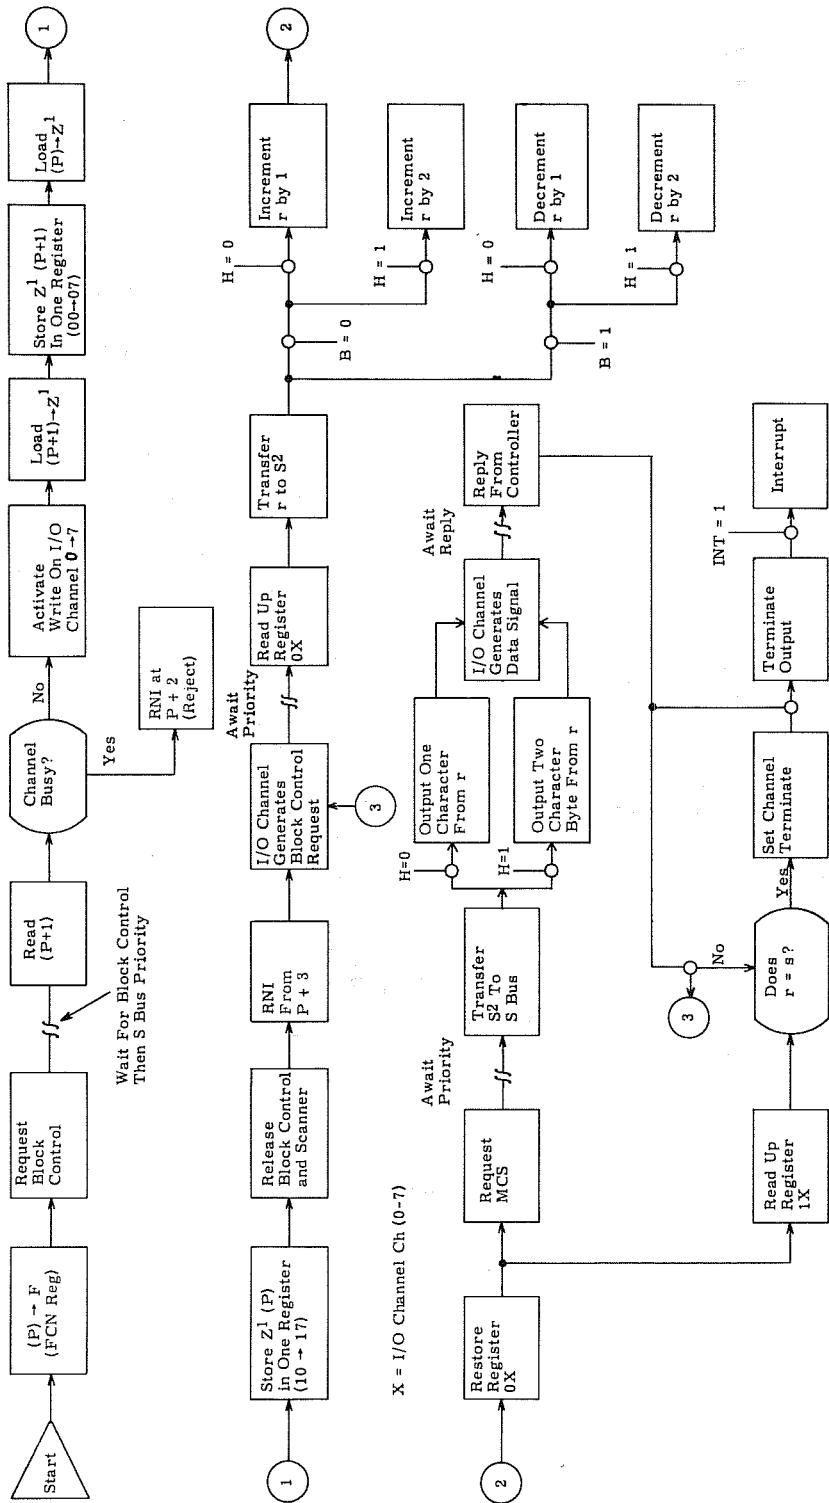 Start
(P) → F
(FCN Reg)
Request
Block
Control
Wait For Block Control
Then S Bus Priority
Read
(P+1)
Channel
Busy?
No
Yes
RNI at
P + 2
(Reject)
Activate
Write On I/O
Channel 0→7
Load
(P+1)→Z¹
Store Z¹ (P+1)
In One Register
(00→07)
Load
(P)→Z¹
1
1
Store Z¹ (P)
in One Register
(10 → 17)
Release
Block Control
and Scanner
RNI
From
P + 3
I/O Channel
Generates
Block Control
Request
3
Await
Priority
Read Up
Register
0X
Transfer
r to S²
B = 0
H = 0
Increment
r by 1
2
H = 1
Increment
r by 2
B = 1
H = 0
Decrement
r by 1
H = 1
Decrement
r by 2
X = I/O Channel Ch (0-7)
2
Restore
Register
0X
Request
MCS
Await
Priority
Transfer
S² To
S Bus
H=0
Output One
Character
From r
H=1
Output Two
Character
Byte From r
I/O Channel
Generates
Data Signal
Await
Reply
Reply
From
Controller
3
No
Read Up
Register
1X
Does
r = s?
Yes
Set Channel
Terminate
Terminate
Output
INT = 1
Interrupt